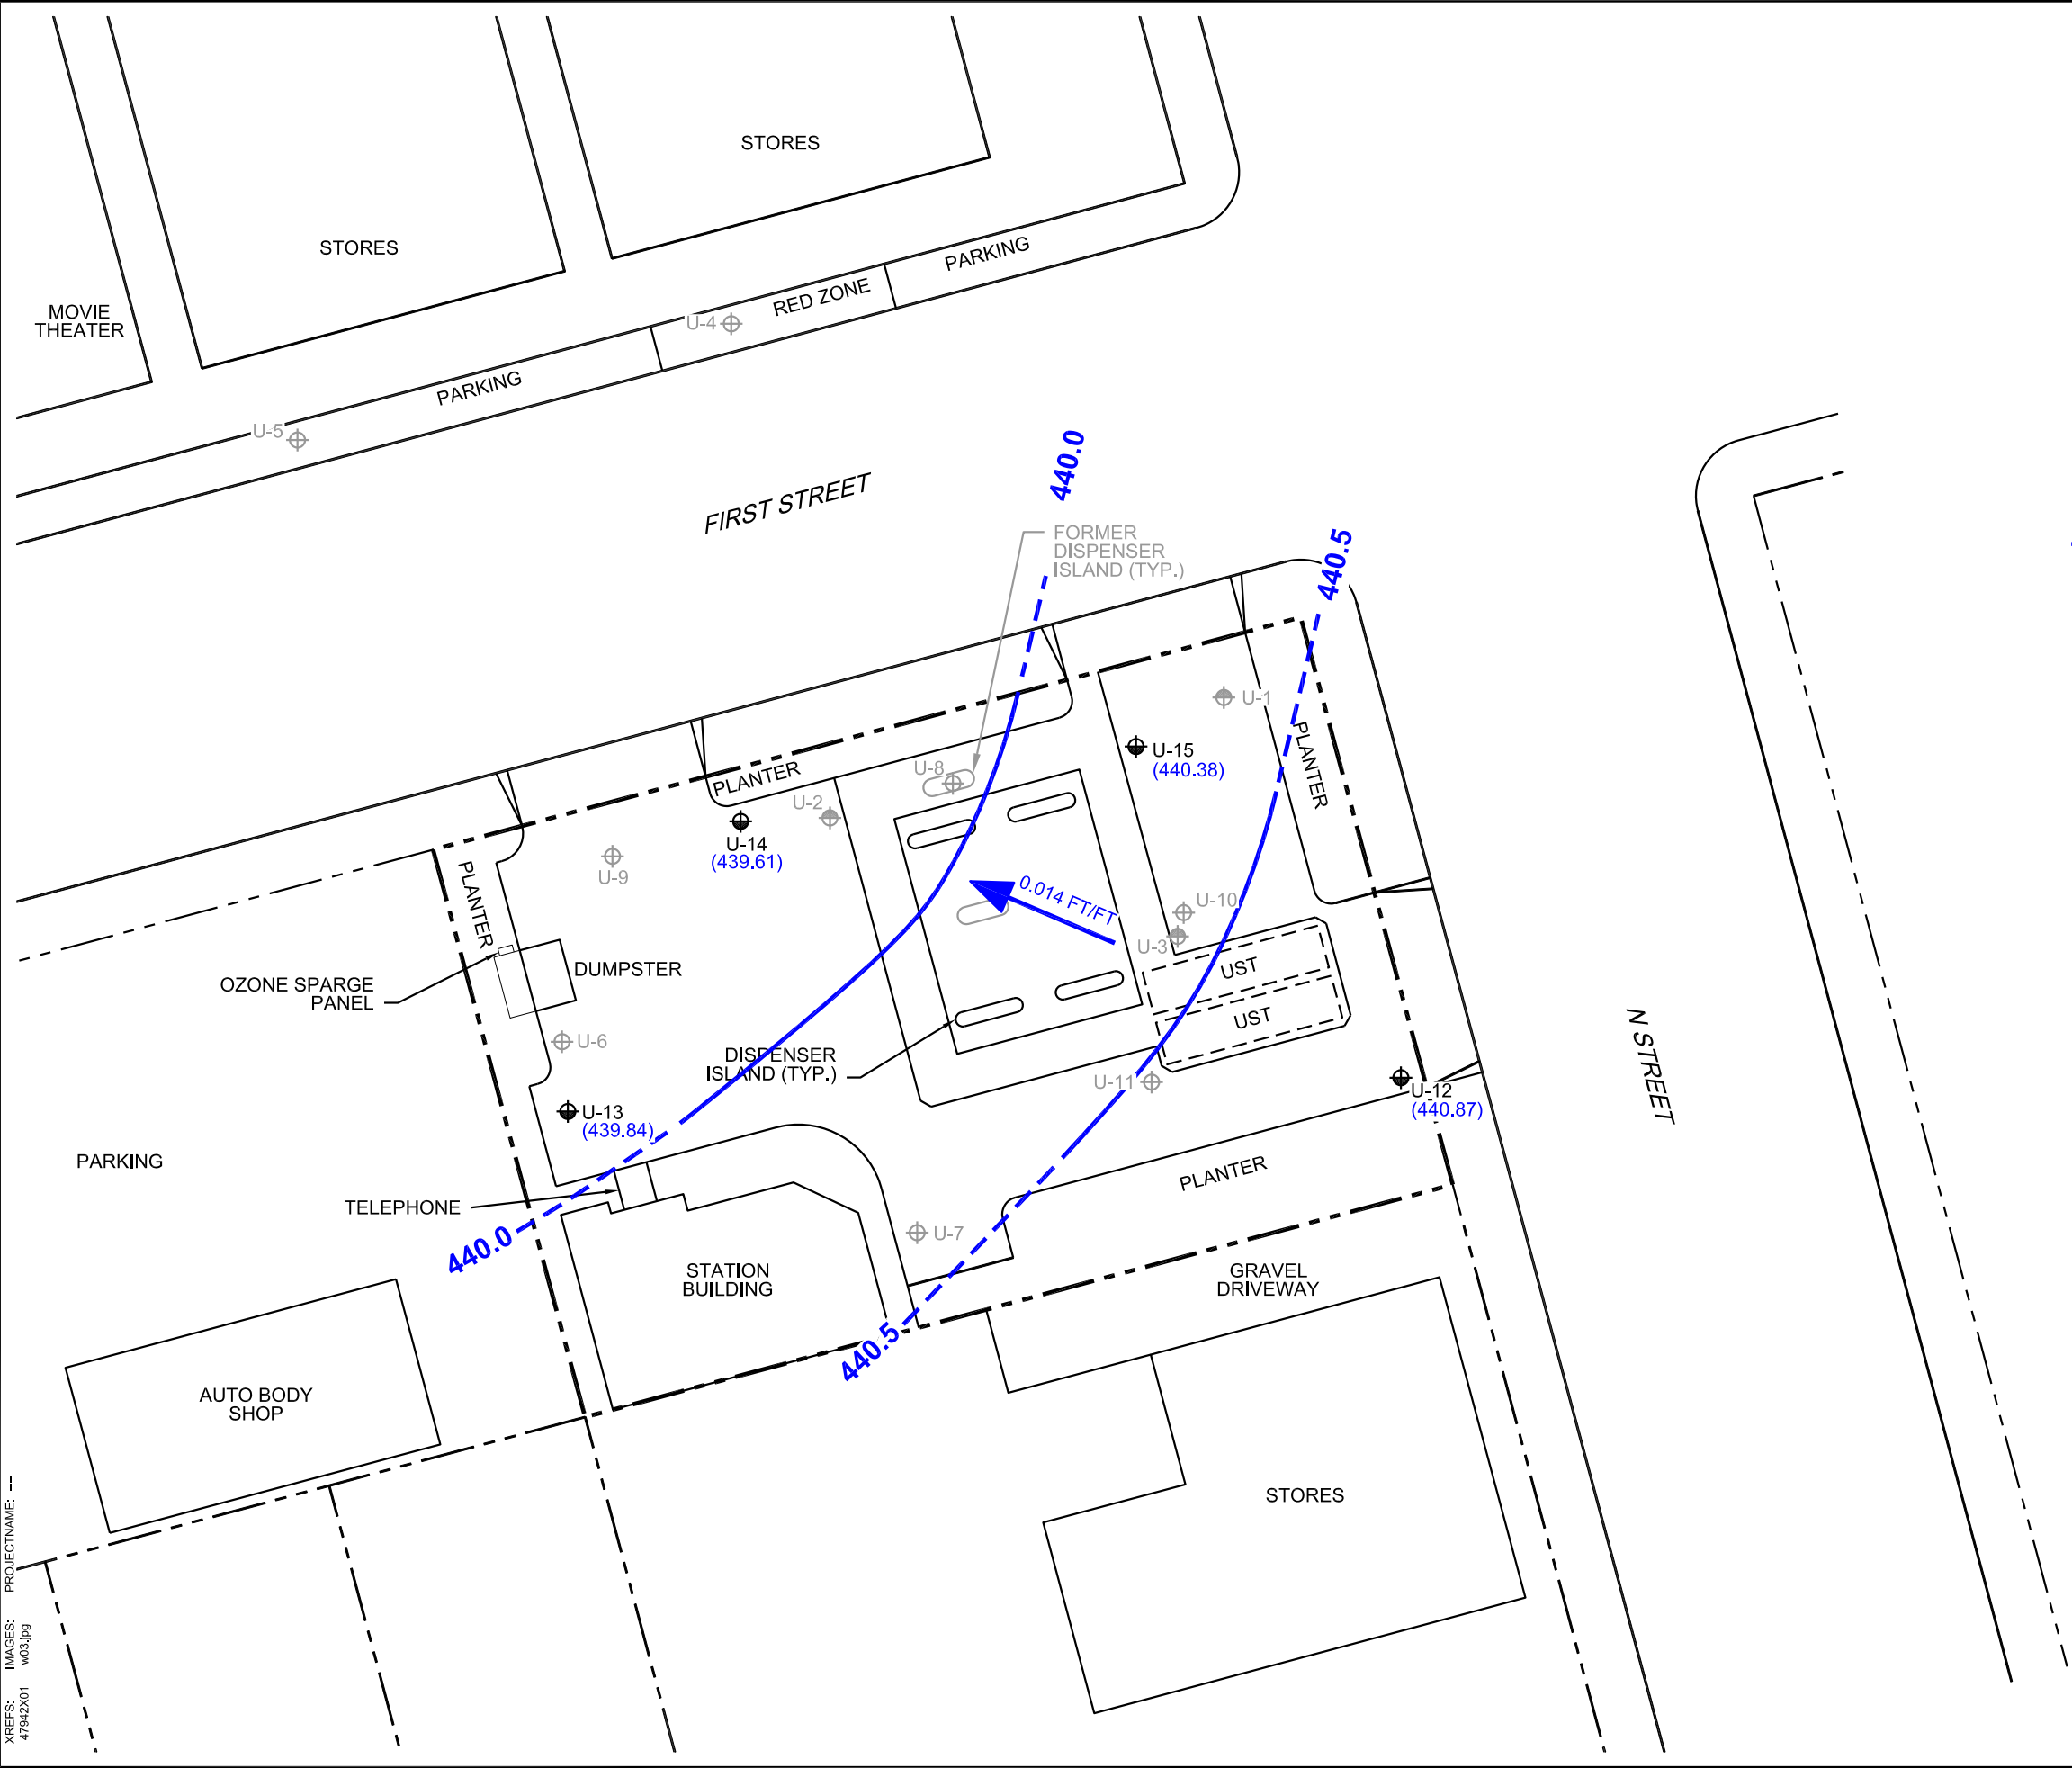 STORES
STORES
MOVIE
THEATER
PARKING
RED ZONE
U-4
PARKING
U-5
FIRST STREET
440.0
FORMER
DISPENSER
ISLAND (TYP.)
440.5
U-1
PLANTER
U-15
(440.38)
PLANTER
U-8
U-2
U-14
(439.61)
U-9
PLANTER
0.014 FT/FT
U-10
U-3
UST
UST
OZONE SPARGE
PANEL
DUMPSTER
U-6
DISPENSER
ISLAND (TYP.)
U-11
U-12
(440.87)
N STREET
U-13
(439.84)
PARKING
PLANTER
TELEPHONE
U-7
440.0
STATION
BUILDING
GRAVEL
DRIVEWAY
440.5
AUTO BODY
SHOP
STORES
XREFS:
47942X01
IMAGES:
w03.jpg
PROJECTNAME: ---